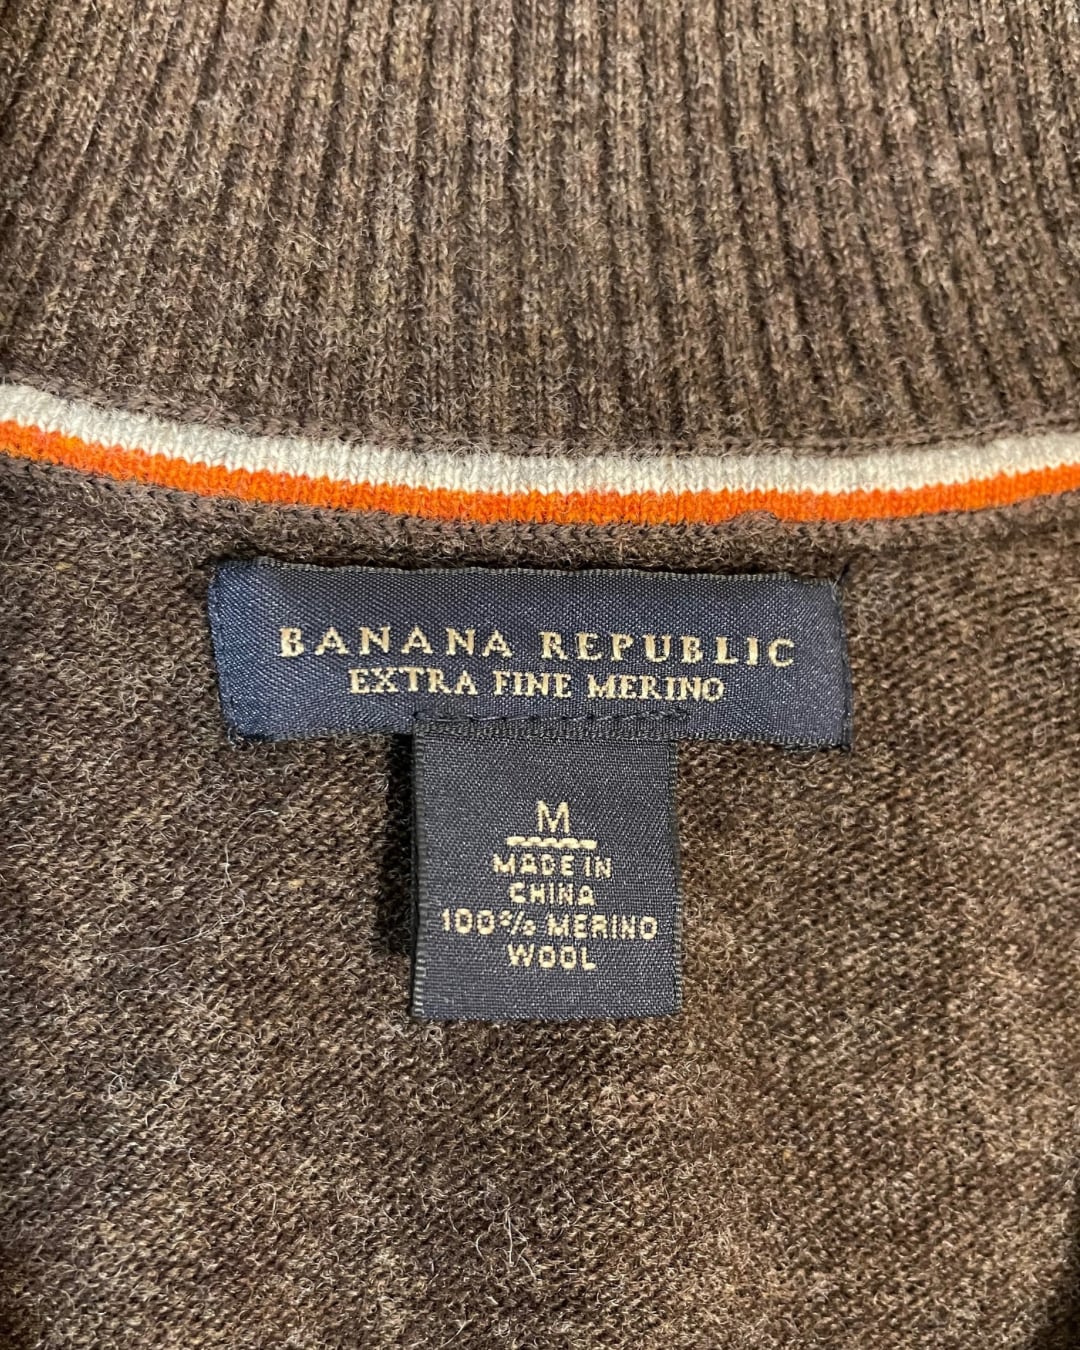 BANANA REPUBLIC
EXTRA FINE MERINO
M
MADE IN
CHINA
100% MERINO
WOOL